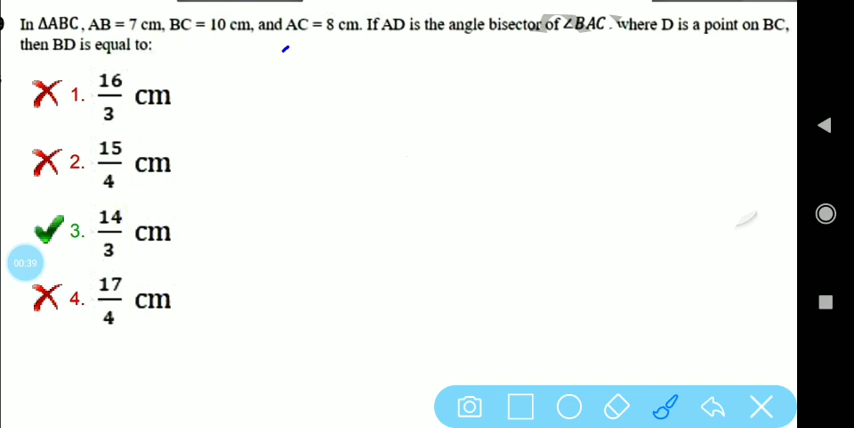 In ΔABC, AB = 7 cm, BC = 10 cm, and AC = 8 cm. If AD is the angle bisector of ∠BAC . where D is a point on BC,
then BD is equal to:
1. 16/3 cm
2. 15/4 cm
3. 14/3 cm
00:39
4. 17/4 cm